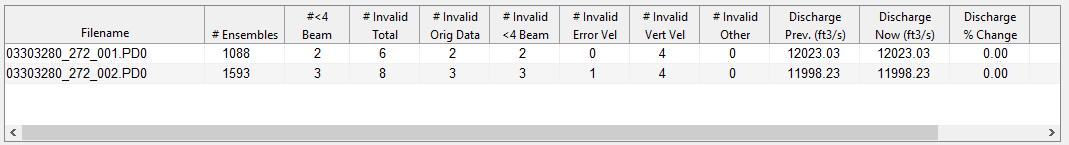 Filename # Ensembles #<4 Beam # Invalid Total # Invalid Orig Data # Invalid <4 Beam # Invalid Error Vel # Invalid Vert Vel # Invalid Other Discharge Prev. (ft3/s) Discharge Now (ft3/s) Discharge % Change
03303280_272_001.PD0 1088 2 6 2 2 0 4 0 12023.03 12023.03 0.00
03303280_272_002.PD0 1593 3 8 3 3 1 4 0 11998.23 11998.23 0.00